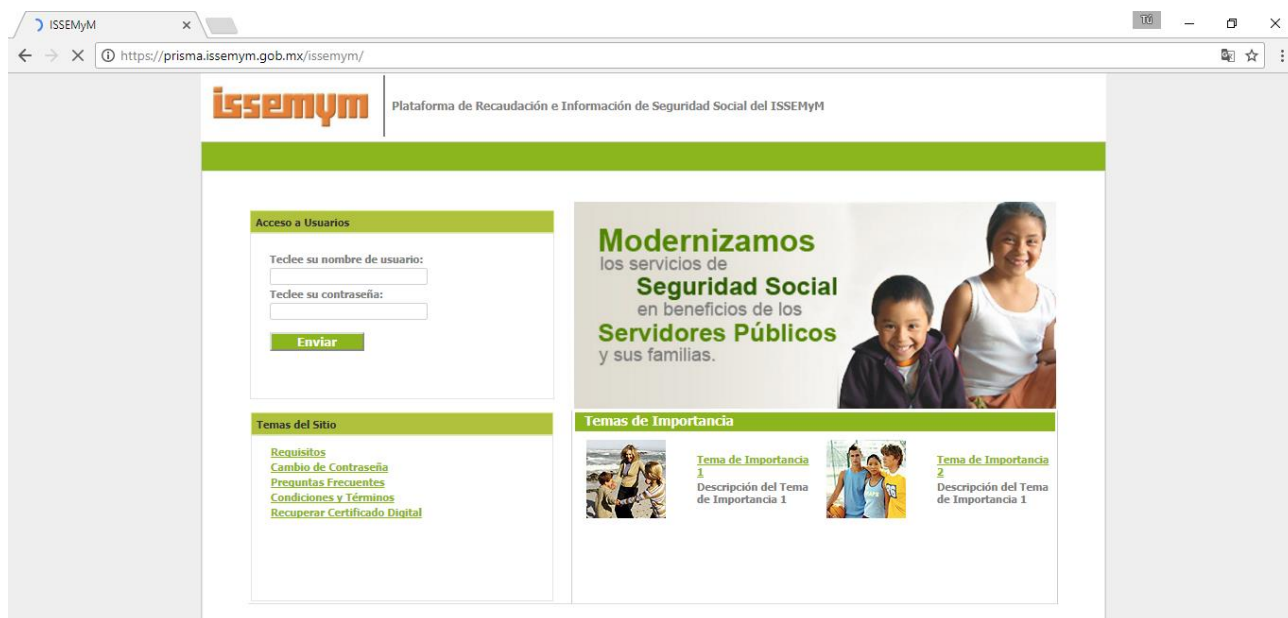 ISSEMyM
Tú
https://prisma.issemym.gob.mx/issemym/
issemym
Plataforma de Recaudación e Información de Seguridad Social del ISSEMyM
Acceso a Usuarios
Teclee su nombre de usuario:
Teclee su contraseña:
Enviar
Modernizamos
los servicios de
Seguridad Social
en beneficios de los
Servidores Públicos
y sus familias.
Temas del Sitio
Requisitos
Cambio de Contraseña
Preguntas Frecuentes
Condiciones y Términos
Recuperar Certificado Digital
Temas de Importancia
Tema de Importancia
1
Descripción del Tema
de Importancia 1
Tema de Importancia
2
Descripción del Tema
de Importancia 1